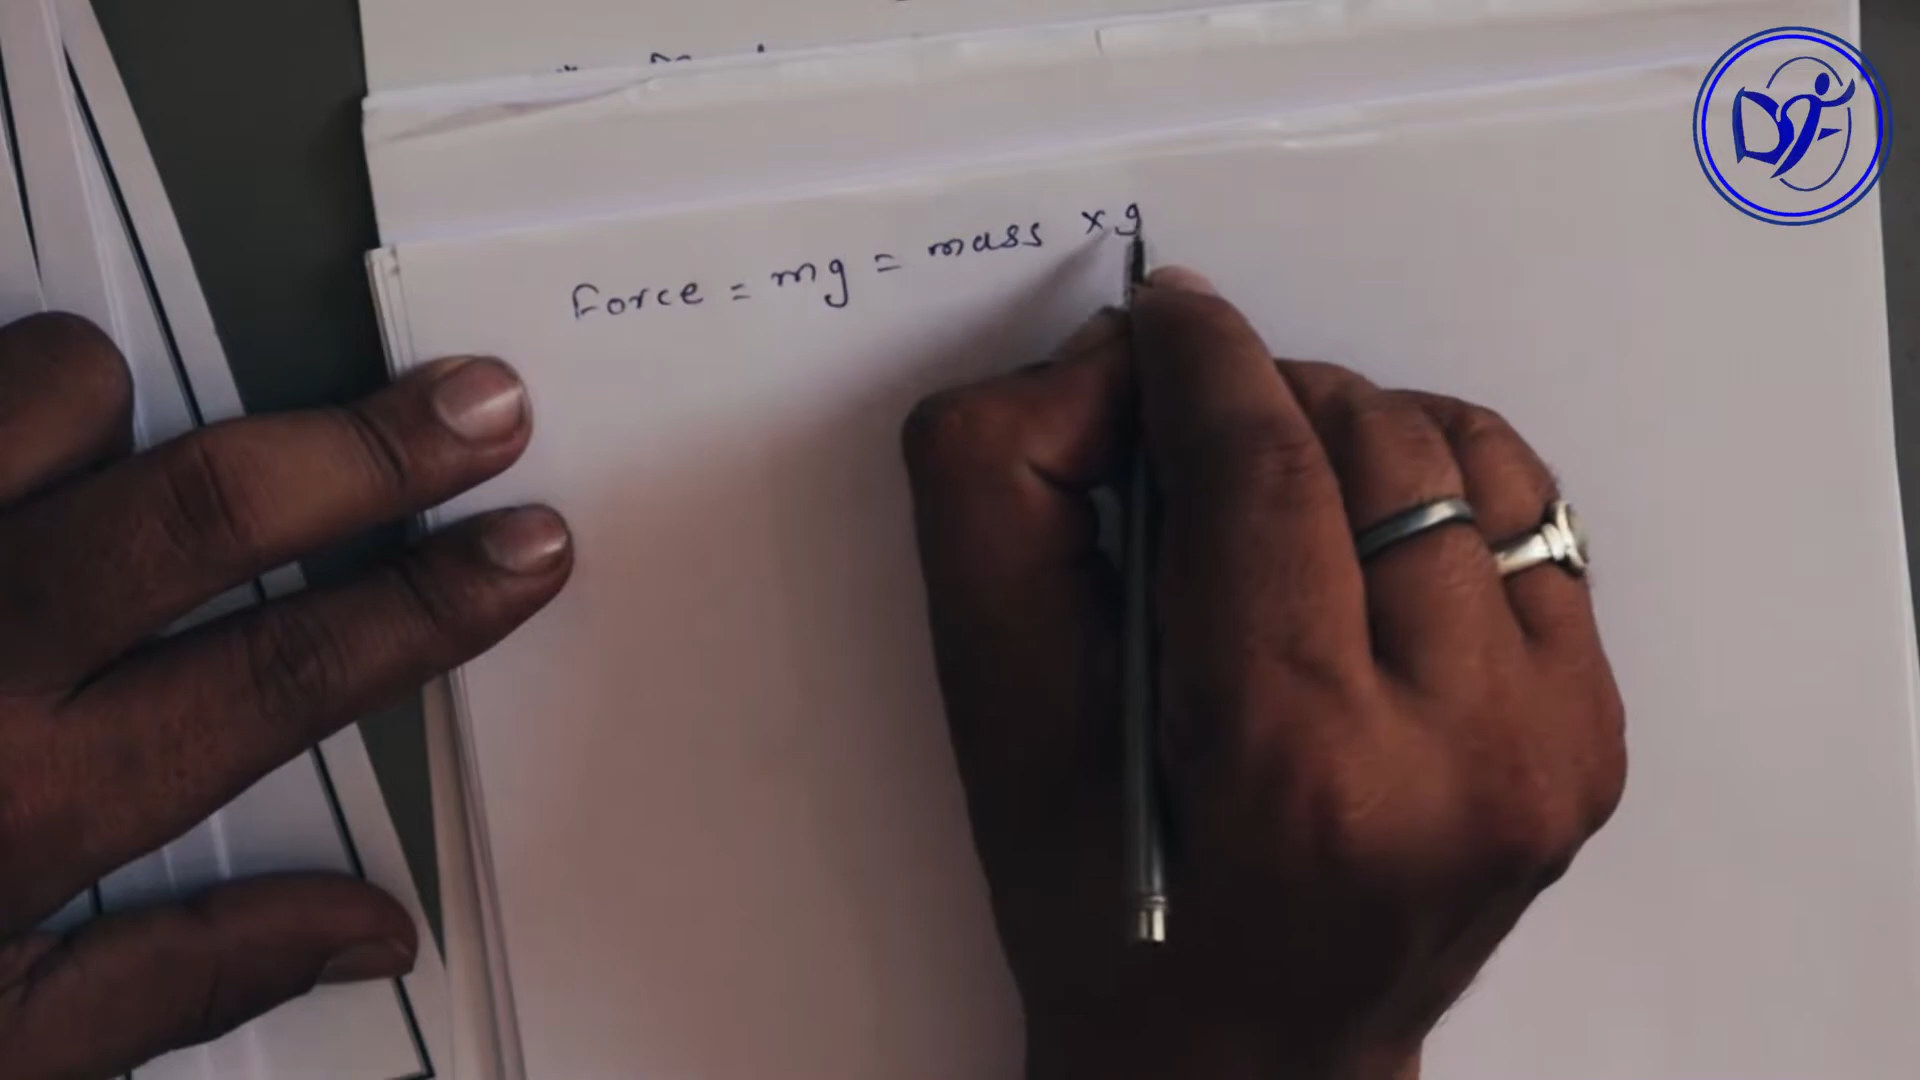 Force = mg = mass × g